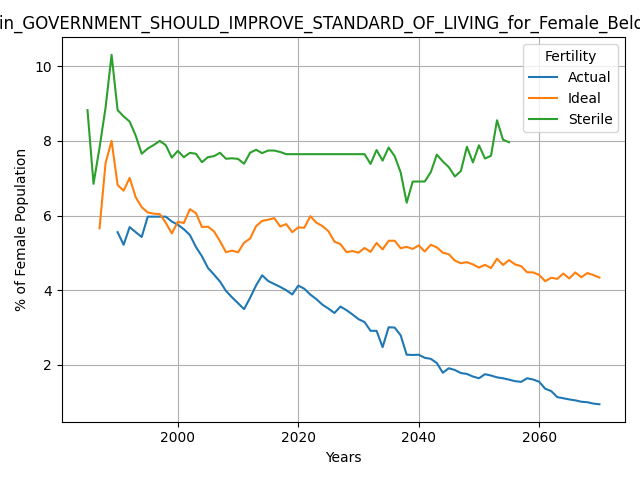 in_GOVERNMENT_SHOULD_IMPROVE_STANDARD_OF_LIVING_for_Female_Belo
Fertility
Actual
Ideal
Sterile
% of Female Population
10
8
6
4
2
2000 2020 2040 2060
Years